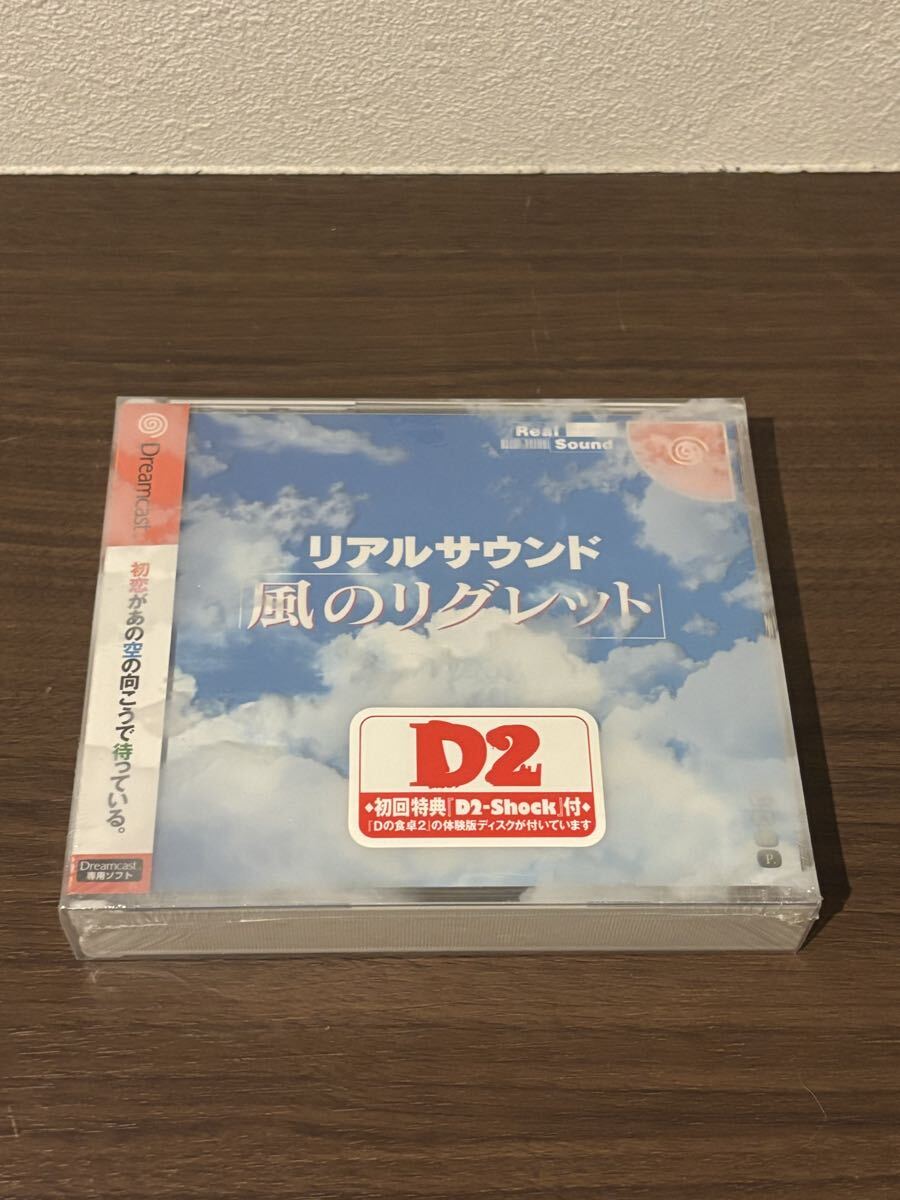 Dreamcast
初恋があの空の向こうで待っている。
Dreamcast
専用ソフト
Real
Sound
リアルサウンド
「風のリグレット」
D2
◆初回特典『D2-Shock』付◆
『Dの食卓2』の体験版ディスクが付いています
P.